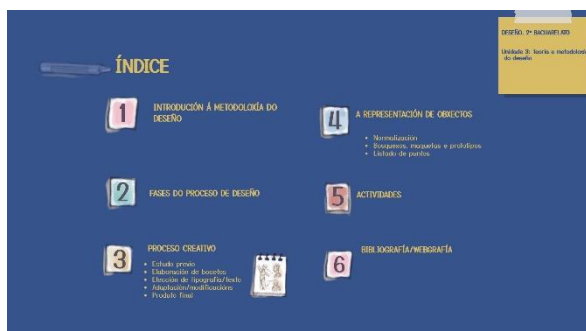 DESEÑO. 2º BACHARELATO
Unidade 3: Teoría e metodoloxía
do deseño
ÍNDICE
1
INTRODUCIÓN Á METODOLOXÍA DO
DESEÑO
2
FASES DO PROCESO DE DESEÑO
3
PROCESO CREATIVO
• Estudo previo
• Elaboración de bocetos
• Elección de tipografía/texto
• Adaptación/modificacións
• Produto final
4
A REPRESENTACIÓN DE OBXECTOS
• Normalización
• Bosquexos, maquetas e prototipos
• Listado de puntos
5
ACTIVIDADES
6
BIBLIOGRAFÍA/WEBGRAFÍA